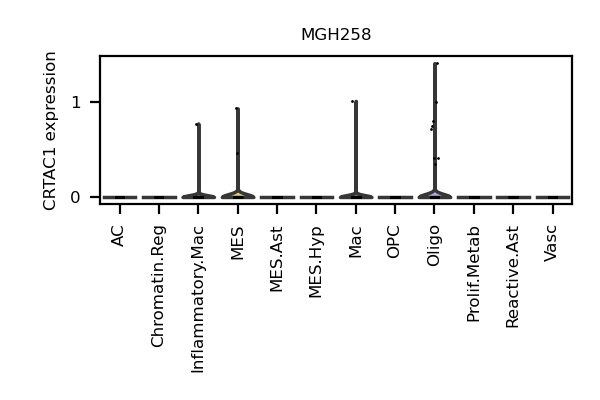 MGH258
CRTAC1 expression
1
0
AC
Chromatin.Reg
Inflammatory.Mac
MES
MES.Ast
MES.Hyp
Mac
OPC
Oligo
Prolif.Metab
Reactive.Ast
Vasc